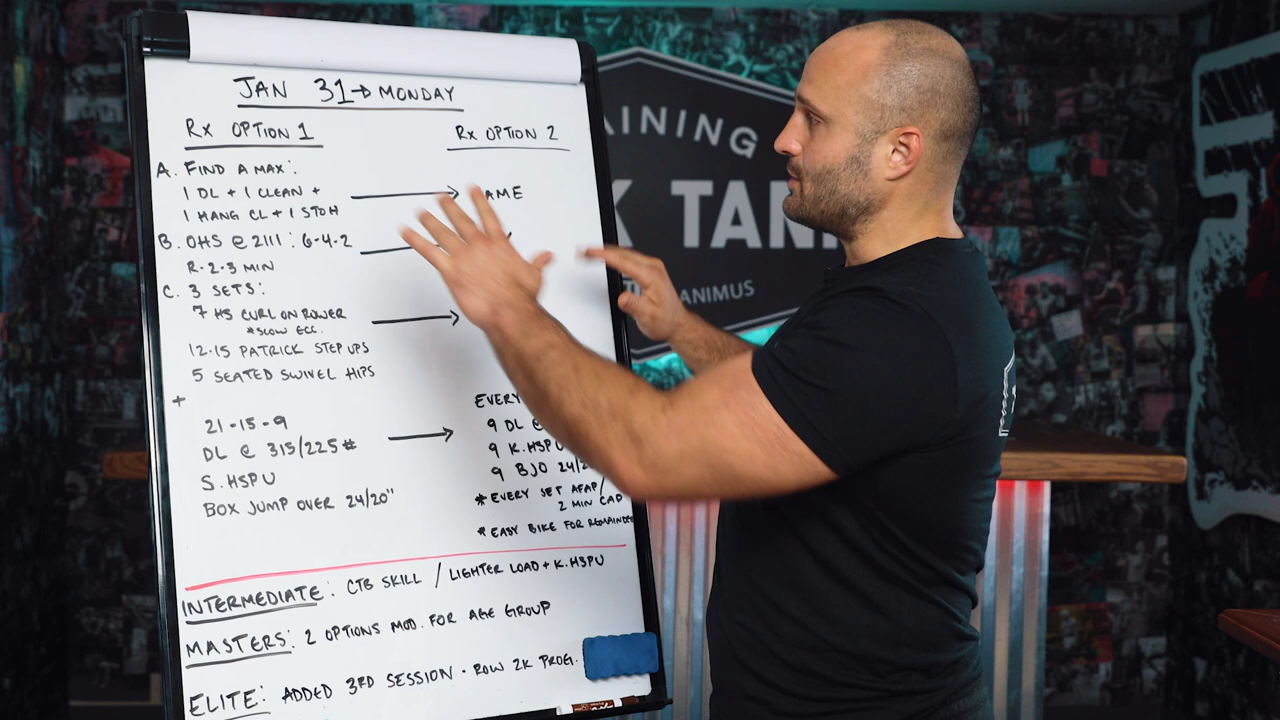 JAN 31→MONDAY
Rx OPTION 1
Rx OPTION 2
A. FIND A MAX:
1 DL + 1 CLEAN +
1 HANG CL + 1 STOH
AME
B. OHS @ 2111: 6-4-2
R. 2-3 MIN
C. 3 SETS:
7 HS CURL ON ROWER
*SLOW ECC.
12-15 PATRICK STEP UPS
5 SEATED SWIVEL HIPS
+
21-15-9
DL @ 315/225#
S. HSPU
BOX JUMP OVER 24/20"
EVERY
9 DL @
9 K.HSPU
9 BJO 24/2
*EVERY SET AFAP/
2 MIN CAP
*EASY BIKE FOR REMAINDER
INTERMEDIATE: CTB SKILL / LIGHTER LOAD + K.HSPU
MASTERS: 2 OPTIONS MOD. FOR AGE GROUP
ELITE: ADDED 3RD SESSION - ROW 2K PROG.
AINING
K TAN
ANIMUS